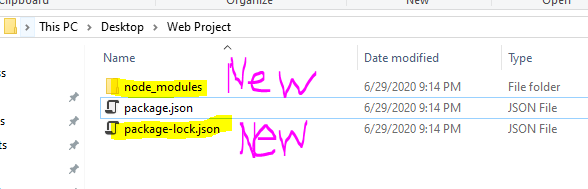 Clipboard Organize New Open
This PC > Desktop > Web Project
Name Date modified Type
node_modules New 6/29/2020 9:14 PM File folder
package.json 6/29/2020 9:14 PM JSON File
package-lock.json New 6/29/2020 9:14 PM JSON File